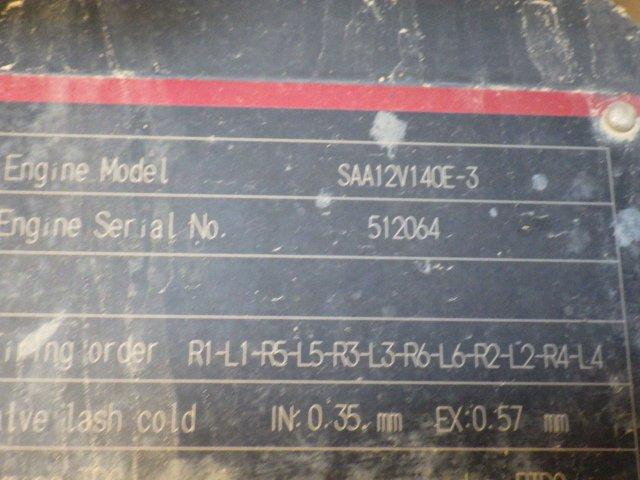 Engine Model SAA12V140E-3
Engine Serial No. 512064
iring order R1-L1-R5-L5-R3-L3-R6-L6-R2-L2-R4-L4
alve lash cold IN:0.35 mm EX:0.57 mm